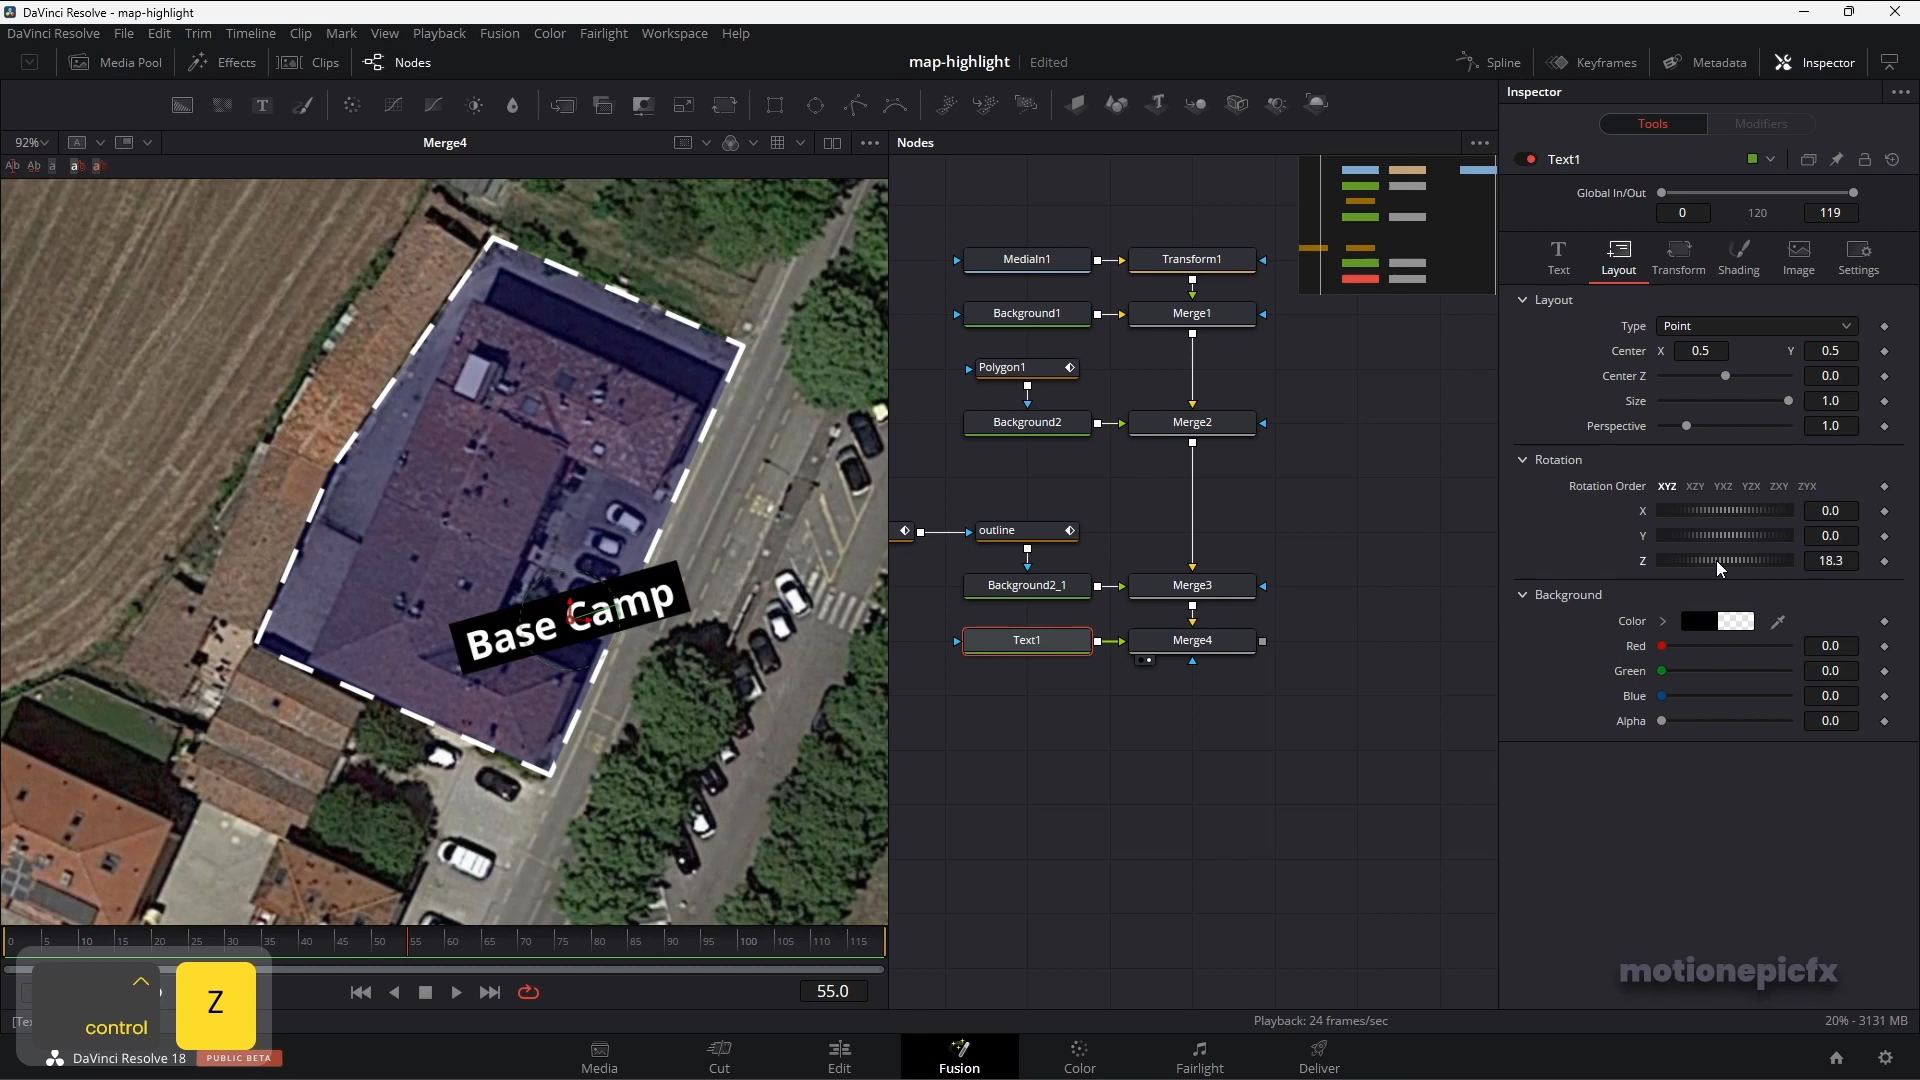 DaVinci Resolve - map-highlight
DaVinci Resolve File Edit Trim Timeline Clip Mark View Playback Fusion Color Fairlight Workspace Help
Media Pool Effects Clips Nodes map-highlight Edited Spline Keyframes Metadata Inspector
Inspector
92% A Merge4 Nodes
Tools Modifiers
Text1
Global In/Out
0 120 119
Text Layout Transform Shading Image Settings
Layout
Type Point
Center X 0.5 Y 0.5
Center Z 0.0
Size 1.0
Perspective 1.0
Rotation
Rotation Order XYZ XZY YXZ YZX ZXY ZYX
X 0.0
Y 0.0
Z 18.3
Background
Color
Red 0.0
Green 0.0
Blue 0.0
Alpha 0.0
MediaIn1 Transform1
Background1 Merge1
Polygon1
Background2 Merge2
outline
Background2_1 Merge3
Text1 Merge4
Base Camp
0 5 10 15 20 25 30 35 40 45 50 55 60 65 70 75 80 85 90 95 100 105 110 115
55.0
control Z
motionepicfx
Playback: 24 frames/sec 20% - 3131 MB
DaVinci Resolve 18 PUBLIC BETA
Media Cut Edit Fusion Color Fairlight Deliver